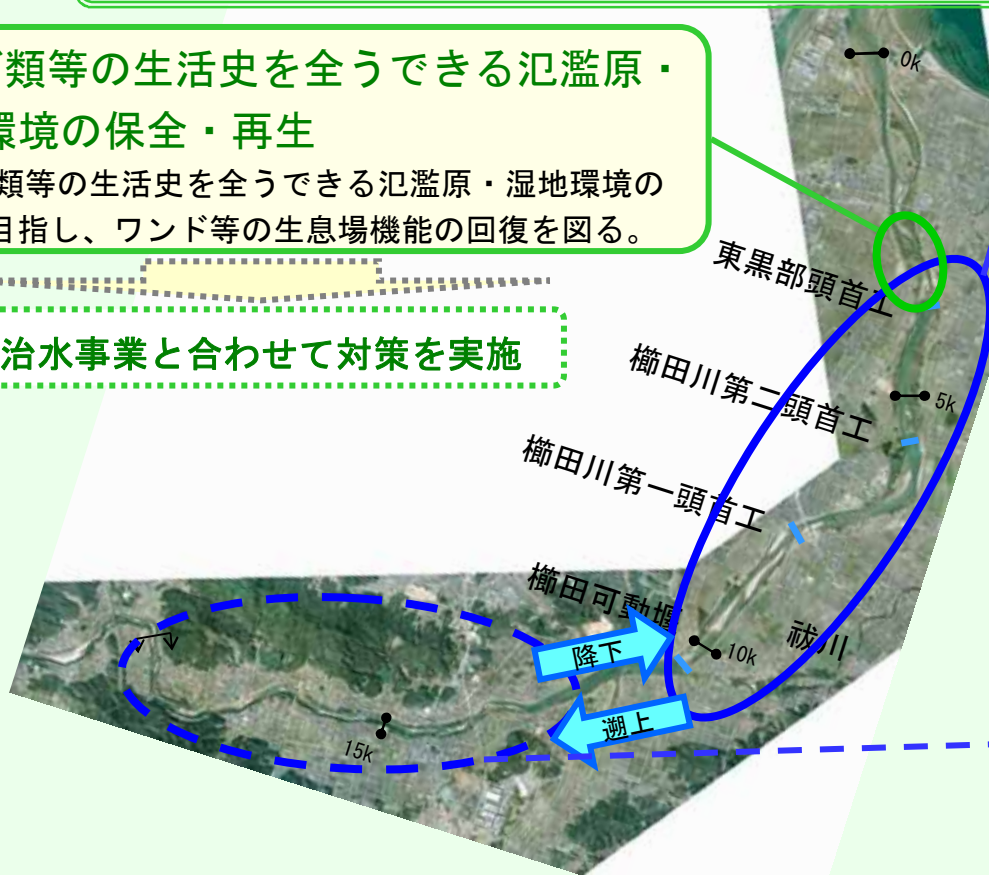 類等の生活史を全うできる氾濫原・
環境の保全・再生
類等の生活史を全うできる氾濫原・湿地環境の
目指し、ワンド等の生息場機能の回復を図る。
治水事業と合わせて対策を実施
0k
東黒部頭首工
櫛田川第二頭首工
5k
櫛田川第一頭首工
櫛田可動堰
祓川
10k
降下
遡上
15k